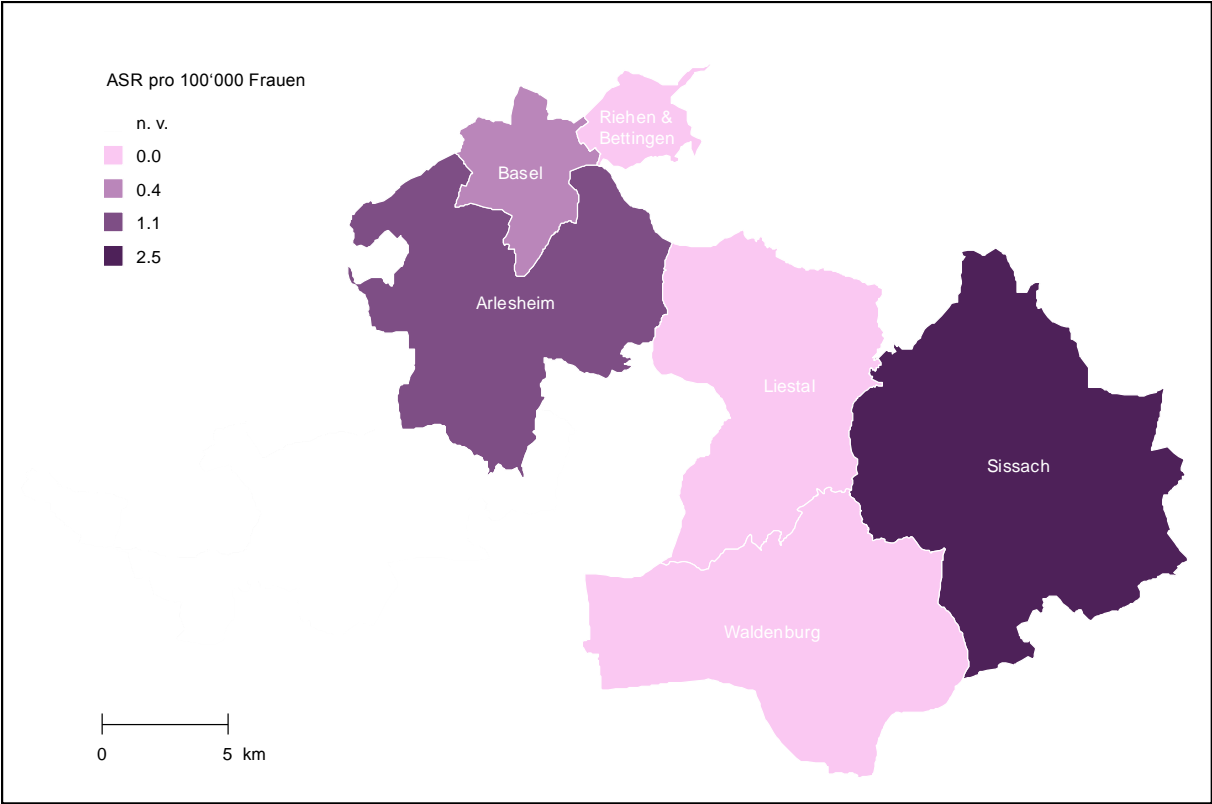 ASR pro 100‘000 Frauen
n. v.
0.0
0.4
1.1
2.5
Riehen &
Bettingen
Basel
Arlesheim
Liestal
Sissach
Waldenburg
0 5 km